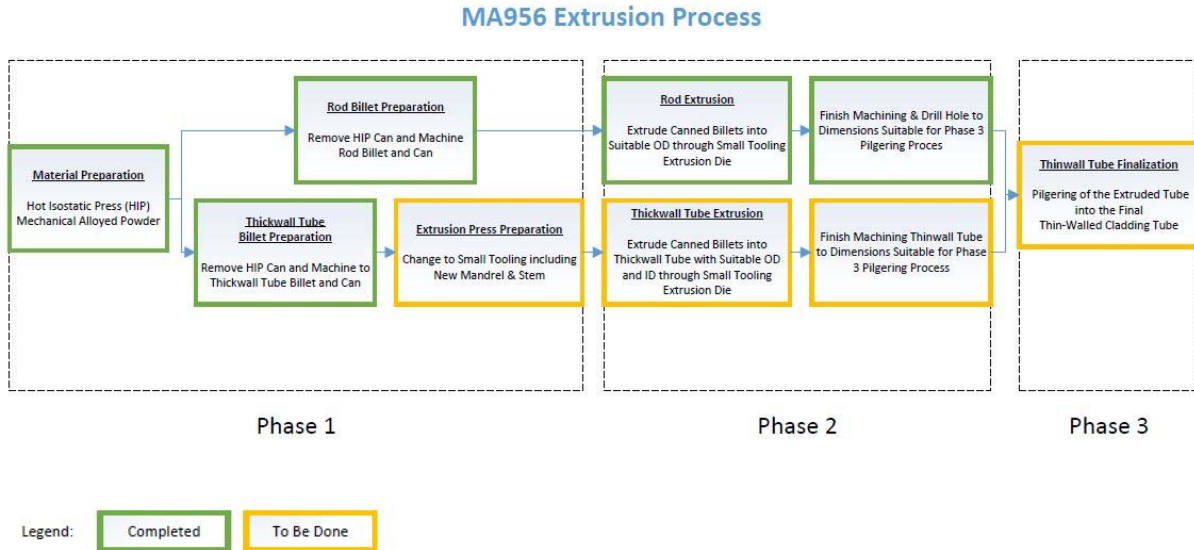 MA956 Extrusion Process
Material Preparation
Hot Isostatic Press (HIP)
Mechanical Alloyed Powder
Rod Billet Preparation
Remove HIP Can and Machine
Rod Billet and Can
Thickwall Tube
Billet Preparation
Remove HIP Can and Machine to
Thickwall Tube Billet and Can
Extrusion Press Preparation
Change to Small Tooling including
New Mandrel & Stem
Rod Extrusion
Extrude Canned Billets into
Suitable OD through Small Tooling
Extrusion Die
Finish Machining & Drill Hole to
Dimensions Suitable for Phase 3
Pilgering Proces
Thickwall Tube Extrusion
Extrude Canned Billets into
Thickwall Tube with Suitable OD
and ID through Small Tooling
Extrusion Die
Finish Machining Thinwall Tube
to Dimensions Suitable for Phase
3 Pilgering Process
Thinwall Tube Finalization
Pilgering of the Extruded Tube
into the Final
Thin-Walled Cladding Tube
Phase 1
Phase 2
Phase 3
Legend:
Completed
To Be Done